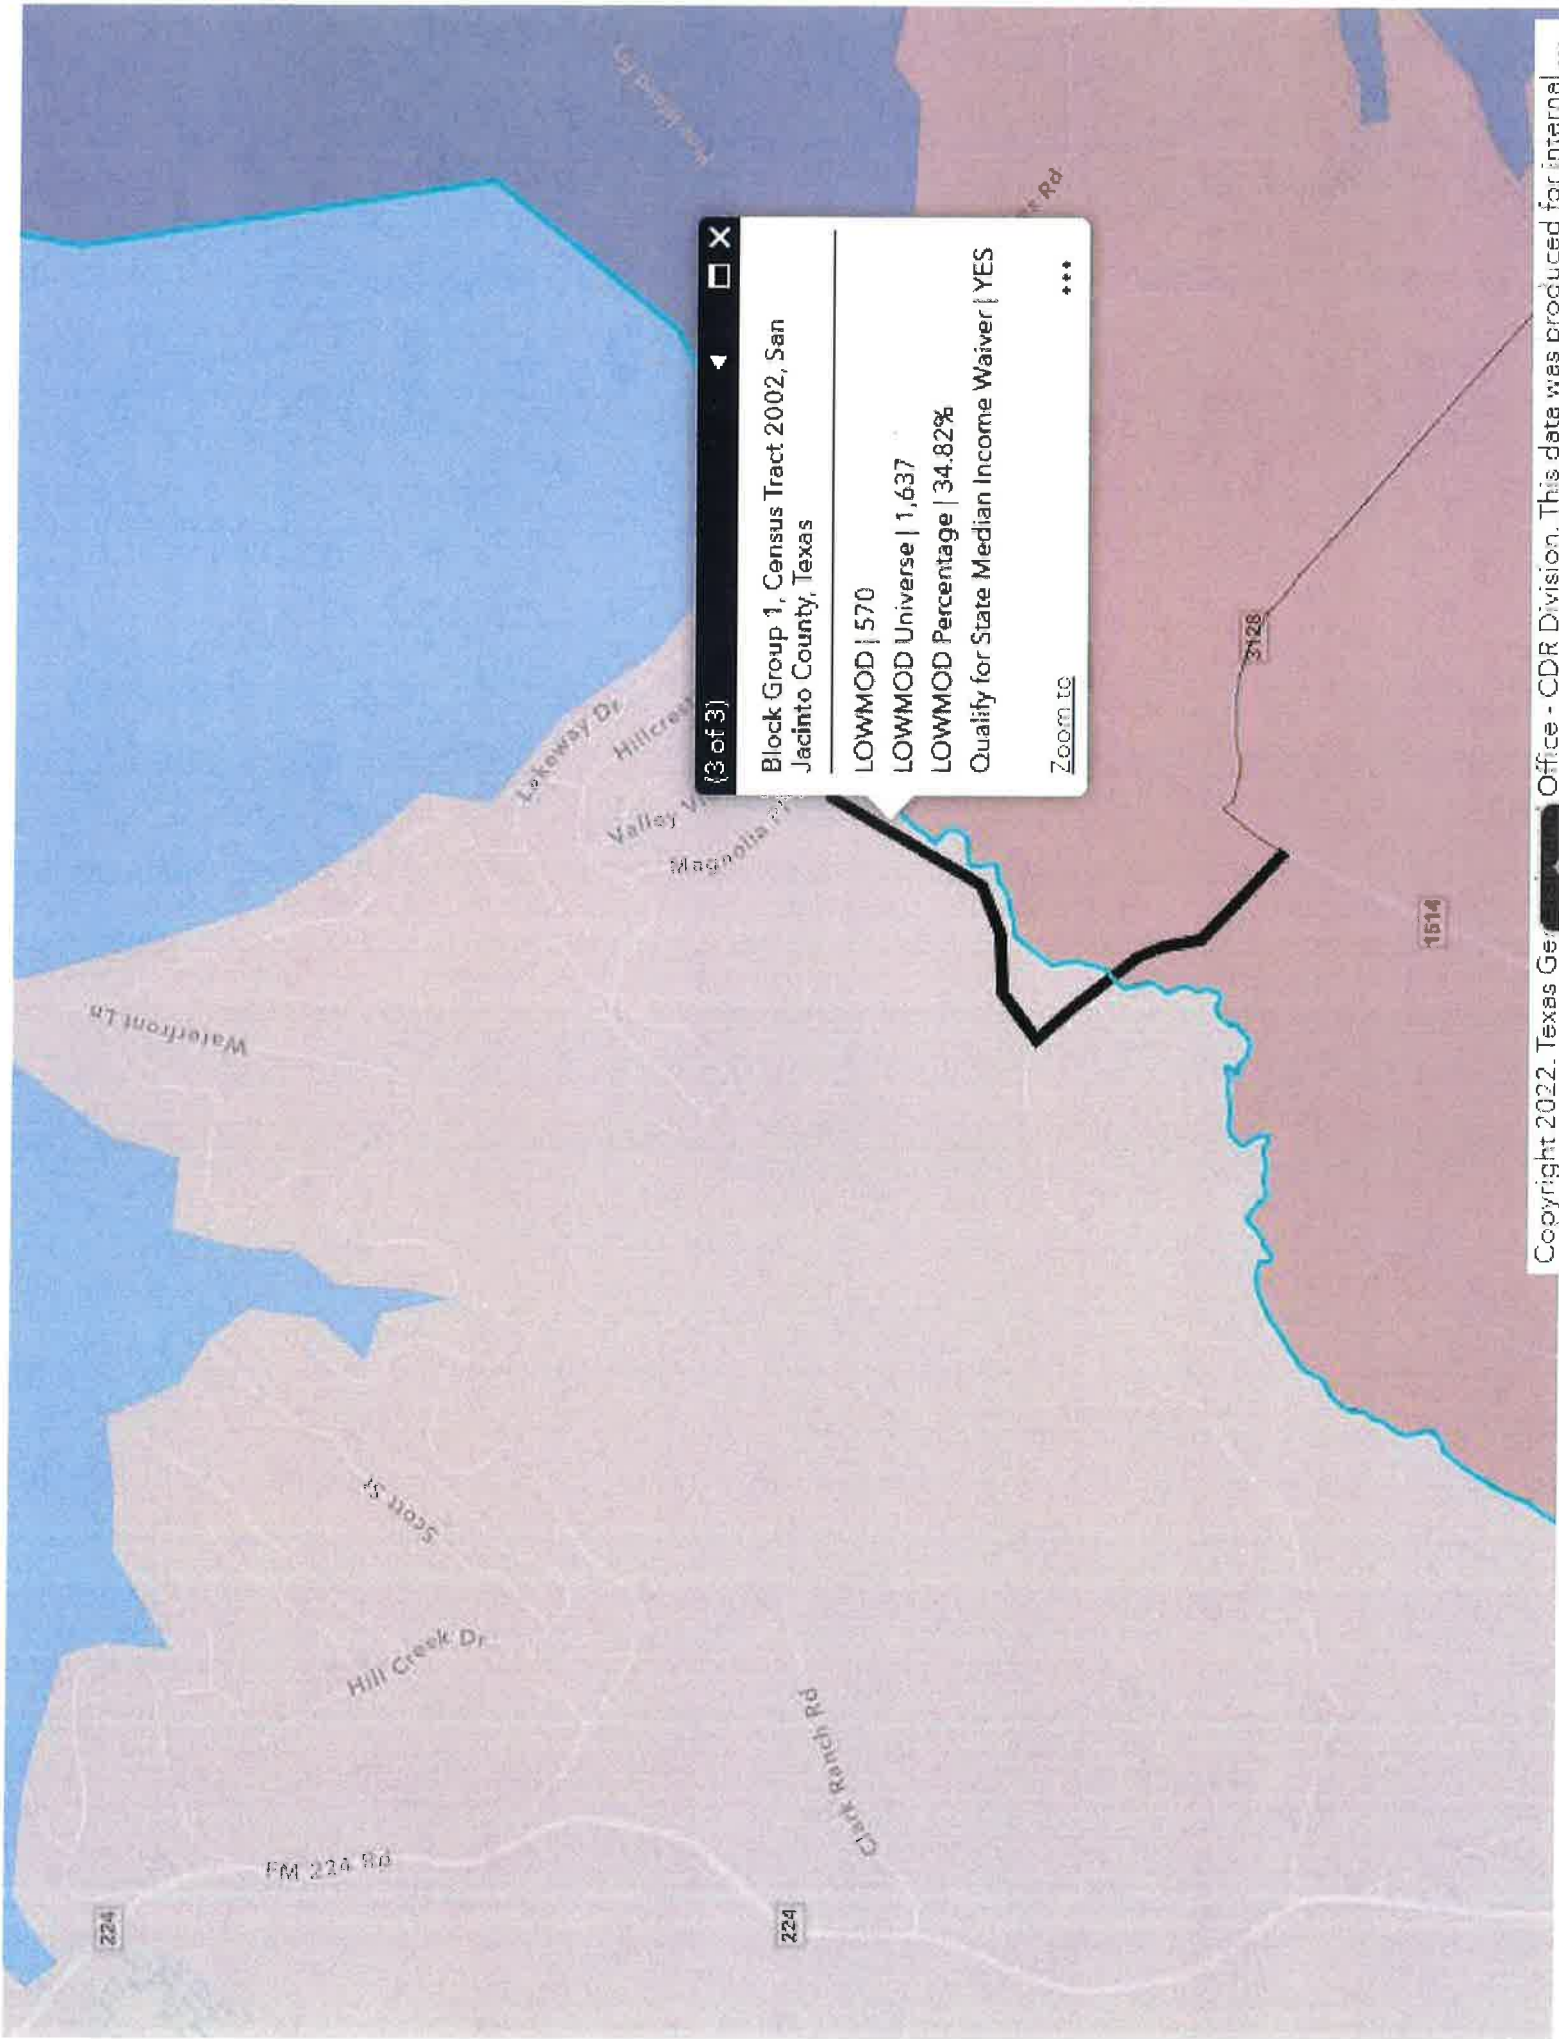 Waterfront Ln
Lakeway Dr
Hillcrest
Valley
Magnolia
Scott St
Hill Creek Dr
Clark Ranch Rd
FM 224 Rd
224
224
Rd
3128
1514
(3 of 3)
Block Group 1, Census Tract 2002, San
Jacinto County, Texas
LOWMOD | 570
LOWMOD Universe | 1,637
LOWMOD Percentage | 34.82%
Qualify for State Median Income Waiver | YES
Zoom to
Copyright 2022. Texas Office - CDR Division. This data was produced for internal